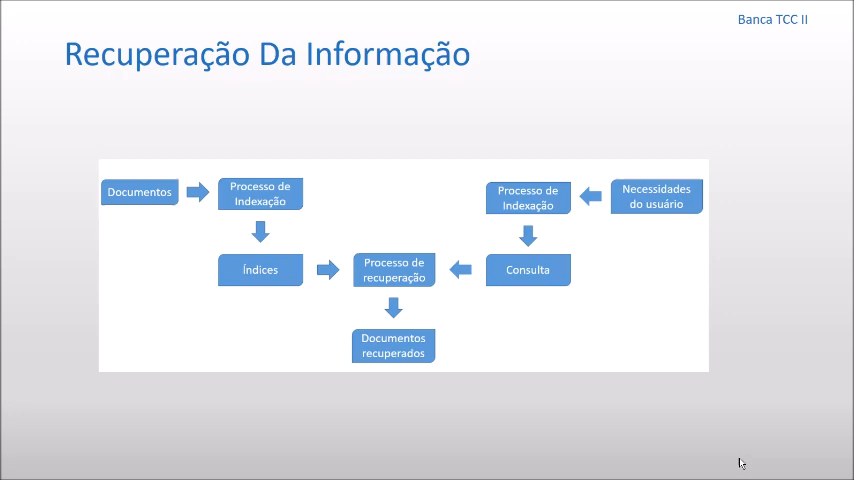 Banca TCC II
Recuperação Da Informação
Documentos
Processo de
Indexação
Processo de
Indexação
Necessidades
do usuário
Índices
Processo de
recuperação
Consulta
Documentos
recuperados